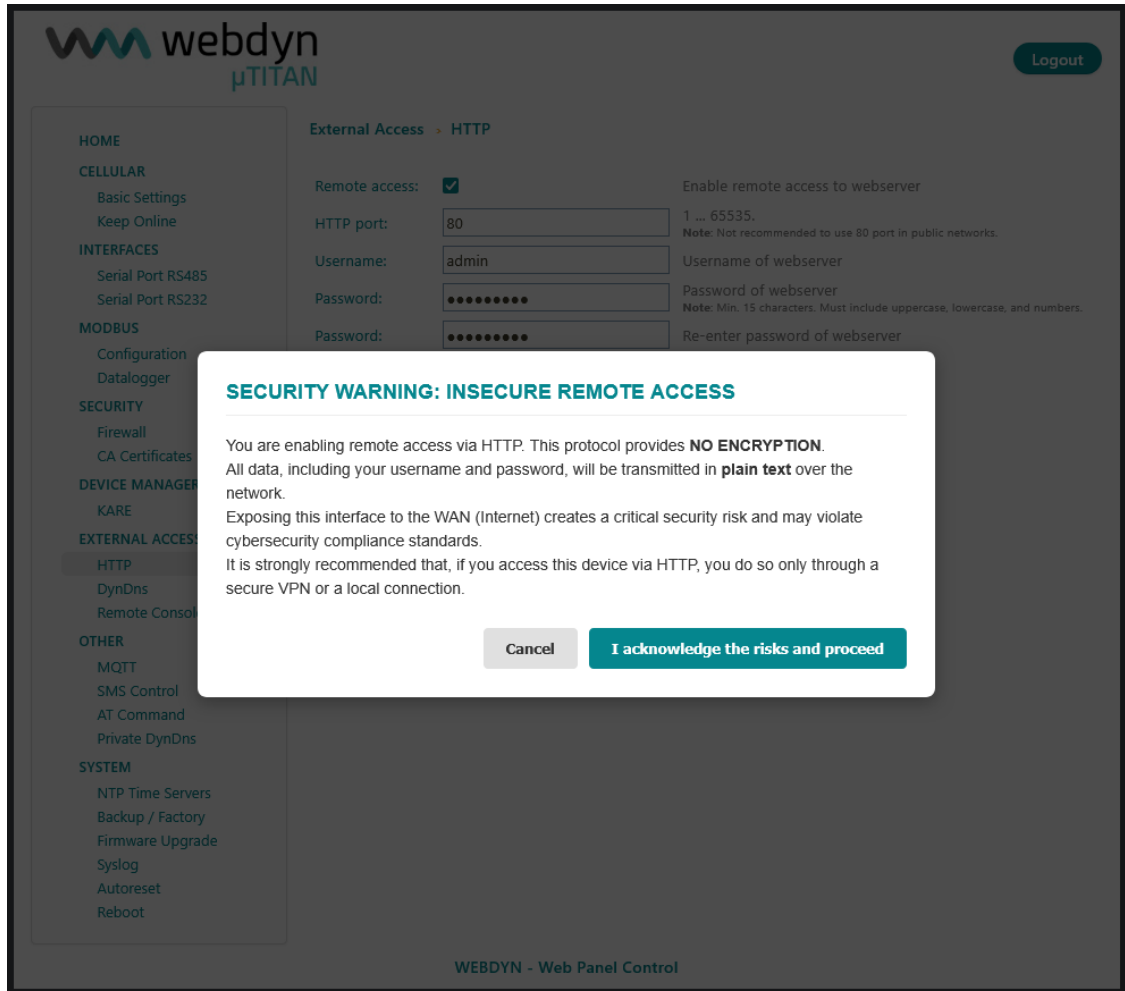 webdyn
μTITAN
Logout
HOME
CELLULAR
Basic Settings
Keep Online
INTERFACES
Serial Port RS485
Serial Port RS232
MODBUS
Configuration
Datalogger
SECURITY
Firewall
CA Certificates
DEVICE MANAGER
KARE
EXTERNAL ACCESS
HTTP
DynDns
Remote Console
OTHER
MQTT
SMS Control
AT Command
Private DynDns
SYSTEM
NTP Time Servers
Backup / Factory
Firmware Upgrade
Syslog
Autoreset
Reboot
External Access › HTTP
Remote access: Enable remote access to webserver
HTTP port: 80 1 ... 65535.
Note: Not recommended to use 80 port in public networks.
Username: admin Username of webserver
Password: ●●●●●●●●● Password of webserver
Note: Min. 15 characters. Must include uppercase, lowercase, and numbers.
Password: ●●●●●●●●● Re-enter password of webserver
SECURITY WARNING: INSECURE REMOTE ACCESS
You are enabling remote access via HTTP. This protocol provides NO ENCRYPTION.
All data, including your username and password, will be transmitted in plain text over the
network.
Exposing this interface to the WAN (Internet) creates a critical security risk and may violate
cybersecurity compliance standards.
It is strongly recommended that, if you access this device via HTTP, you do so only through a
secure VPN or a local connection.
Cancel
I acknowledge the risks and proceed
WEBDYN - Web Panel Control